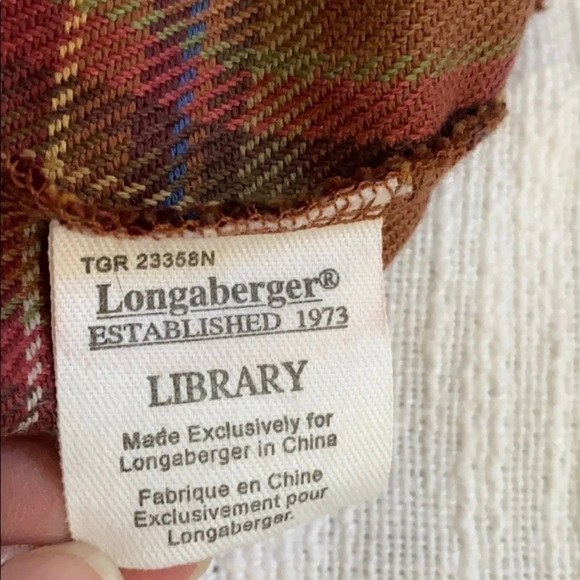 TGR 23358N
Longaberger®
ESTABLISHED 1973
LIBRARY
Made Exclusively for
Longaberger in China
Fabrique en Chine
Exclusivement pour
Longaberger.